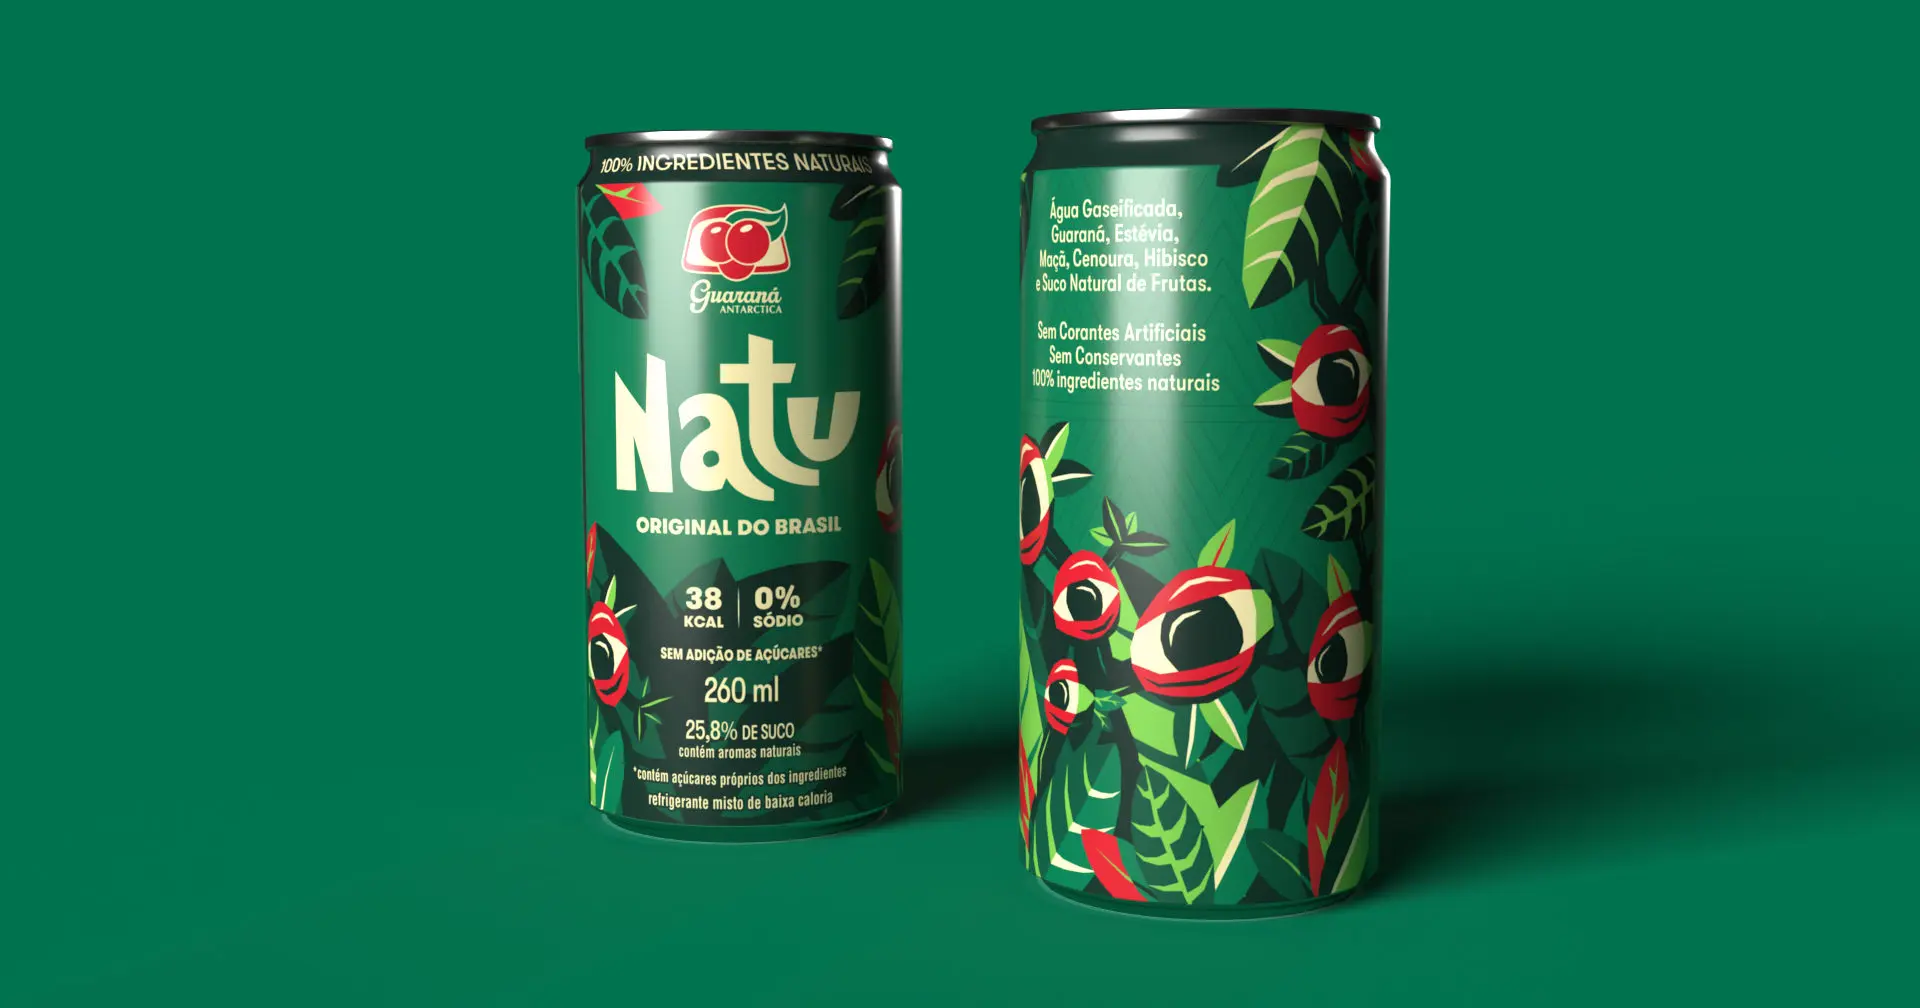 100% INGREDIENTES NATURAIS
Guaraná
ANTARCTICA
Natu
ORIGINAL DO BRASIL
38
KCAL
0%
SÓDIO
SEM ADIÇÃO DE AÇÚCARES*
260 ml
25,8% DE SUCO
contém aromas naturais
*contém açúcares próprios dos ingredientes
refrigerante misto de baixa caloria
Água Gaseificada,
Guaraná, Estévia,
Maçã, Cenoura, Hibisco
e Suco Natural de Frutas.
Sem Corantes Artificiais
Sem Conservantes
100% ingredientes naturais